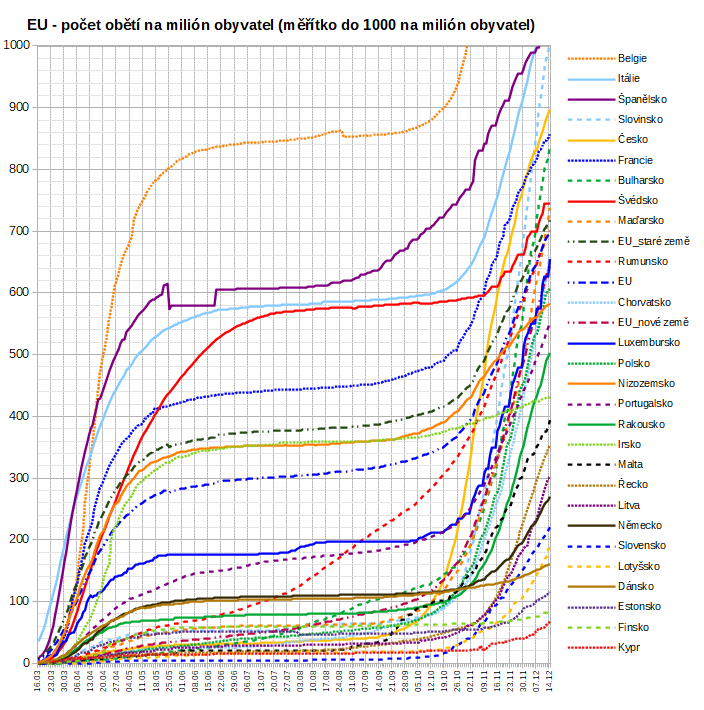 EU - počet obětí na milión obyvatel (měřítko do 1000 na milión obyvatel)
1000
900
800
700
600
500
400
300
200
100
0
16.03 23.03 30.03 06.04 13.04 20.04 27.04 04.05 11.05 18.05 25.05 01.06 08.06 15.06 22.06 29.06 06.07 13.07 20.07 27.07 03.08 10.08 17.08 24.08 31.08 07.09 14.09 21.09 28.09 05.10 12.10 19.10 26.10 02.11 09.11 16.11 23.11 30.11 07.12 14.12
Belgie
Itálie
Španělsko
Slovinsko
Česko
Francie
Bulharsko
Švédsko
Maďarsko
EU_staré země
Rumunsko
EU
Chorvatsko
EU_nové země
Luxembursko
Polsko
Nizozemsko
Portugalsko
Rakousko
Irsko
Malta
Řecko
Litva
Německo
Slovensko
Lotyšsko
Dánsko
Estonsko
Finsko
Kypr